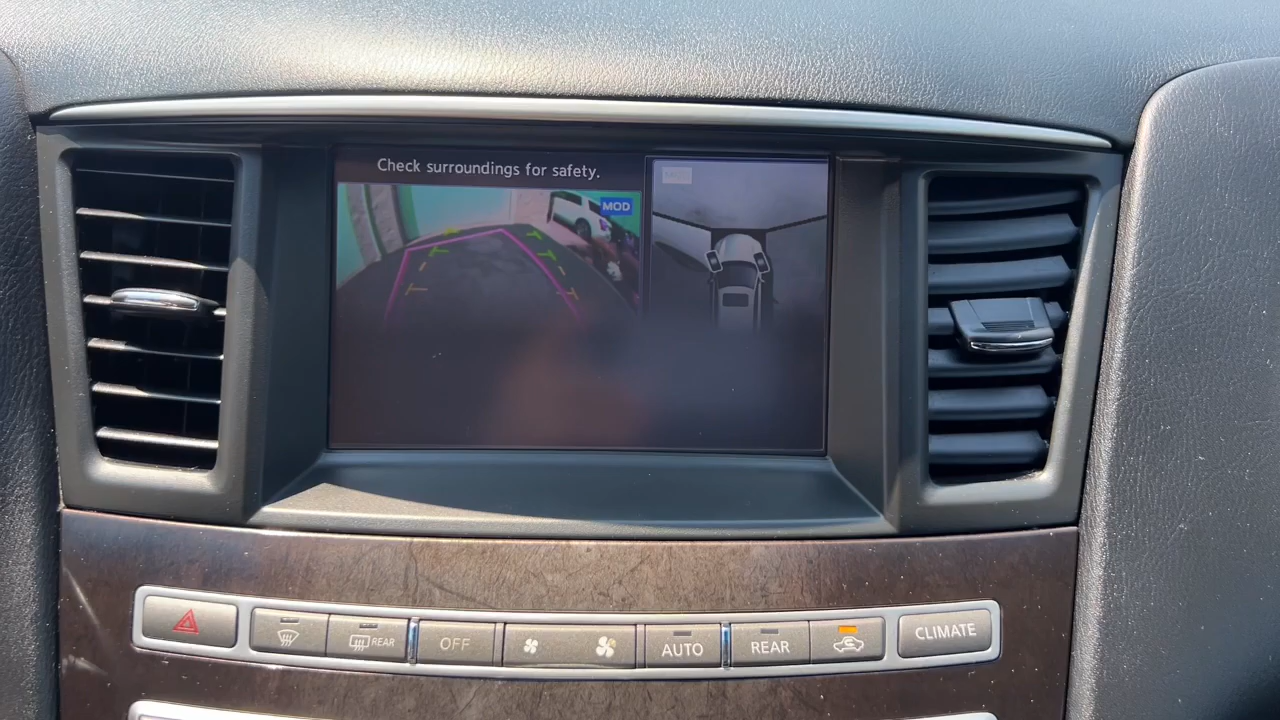 Check surroundings for safety.
MOD
REAR
OFF
AUTO
REAR
CLIMATE